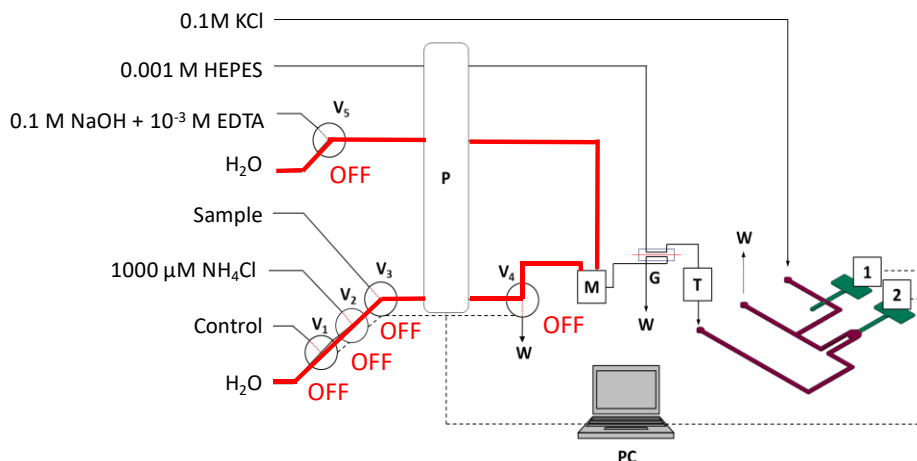 0.1M KCl
0.001 M HEPES
0.1 M NaOH + 10⁻³ M EDTA
V₅
H₂O
OFF
P
Sample
W
1000 µM NH₄Cl
V₃
V₄
M
G
T
1
2
Control
V₁
V₂
OFF
OFF
OFF
OFF
W
W
H₂O
PC